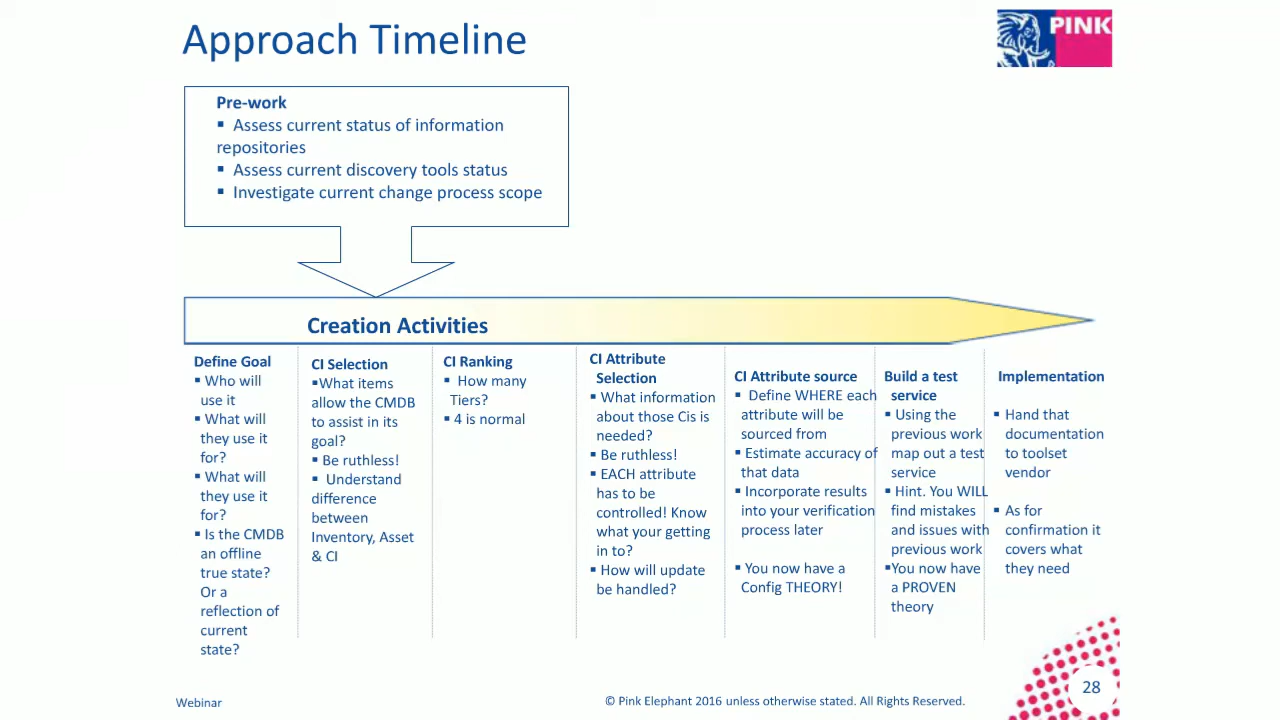 Approach Timeline
PINK
Pre-work
▪ Assess current status of information
repositories
▪ Assess current discovery tools status
▪ Investigate current change process scope
Creation Activities
Define Goal
▪ Who will
use it
▪ What will
they use it
for?
▪ What will
they use it
for?
▪ Is the CMDB
an offline
true state?
Or a
reflection of
current
state?
CI Selection
▪What items
allow the CMDB
to assist in its
goal?
▪ Be ruthless!
▪ Understand
difference
between
Inventory, Asset
& CI
CI Ranking
▪ How many
Tiers?
▪ 4 is normal
CI Attribute
Selection
▪ What information
about those Cis is
needed?
▪ Be ruthless!
▪ EACH attribute
has to be
controlled! Know
what your getting
in to?
▪ How will update
be handled?
CI Attribute source
▪ Define WHERE each
attribute will be
sourced from
▪ Estimate accuracy of
that data
▪ Incorporate results
into your verification
process later
▪ You now have a
Config THEORY!
Build a test
service
▪ Using the
previous work
map out a test
service
▪ Hint. You WILL
find mistakes
and issues with
previous work
▪You now have
a PROVEN
theory
Implementation
▪ Hand that
documentation
to toolset
vendor
▪ As for
confirmation it
covers what
they need
Webinar
© Pink Elephant 2016 unless otherwise stated. All Rights Reserved.
28